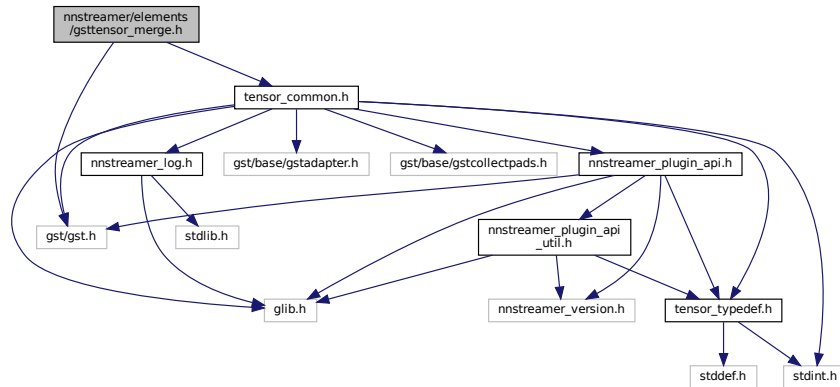 nnstreamer/elements
/gsttensor_merge.h
tensor_common.h
nnstreamer_log.h
gst/base/gstadapter.h
gst/base/gstcollectpads.h
nnstreamer_plugin_api.h
gst/gst.h
stdlib.h
nnstreamer_plugin_api
_util.h
glib.h
nnstreamer_version.h
tensor_typedef.h
stddef.h
stdint.h